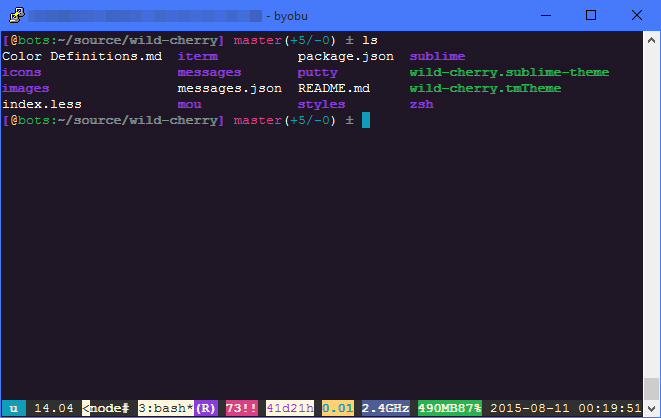 - byobu
[@bots:~/source/wild-cherry] master(+5/-0) ± ls
Color Definitions.md iterm package.json sublime
icons messages putty wild-cherry.sublime-theme
images messages.json README.md wild-cherry.tmTheme
index.less mou styles zsh
[@bots:~/source/wild-cherry] master(+5/-0) ±
u 14.04 <node# 3:bash*(R) 73!! 41d21h 0.01 2.4GHz 490MB87% 2015-08-11 00:19:51